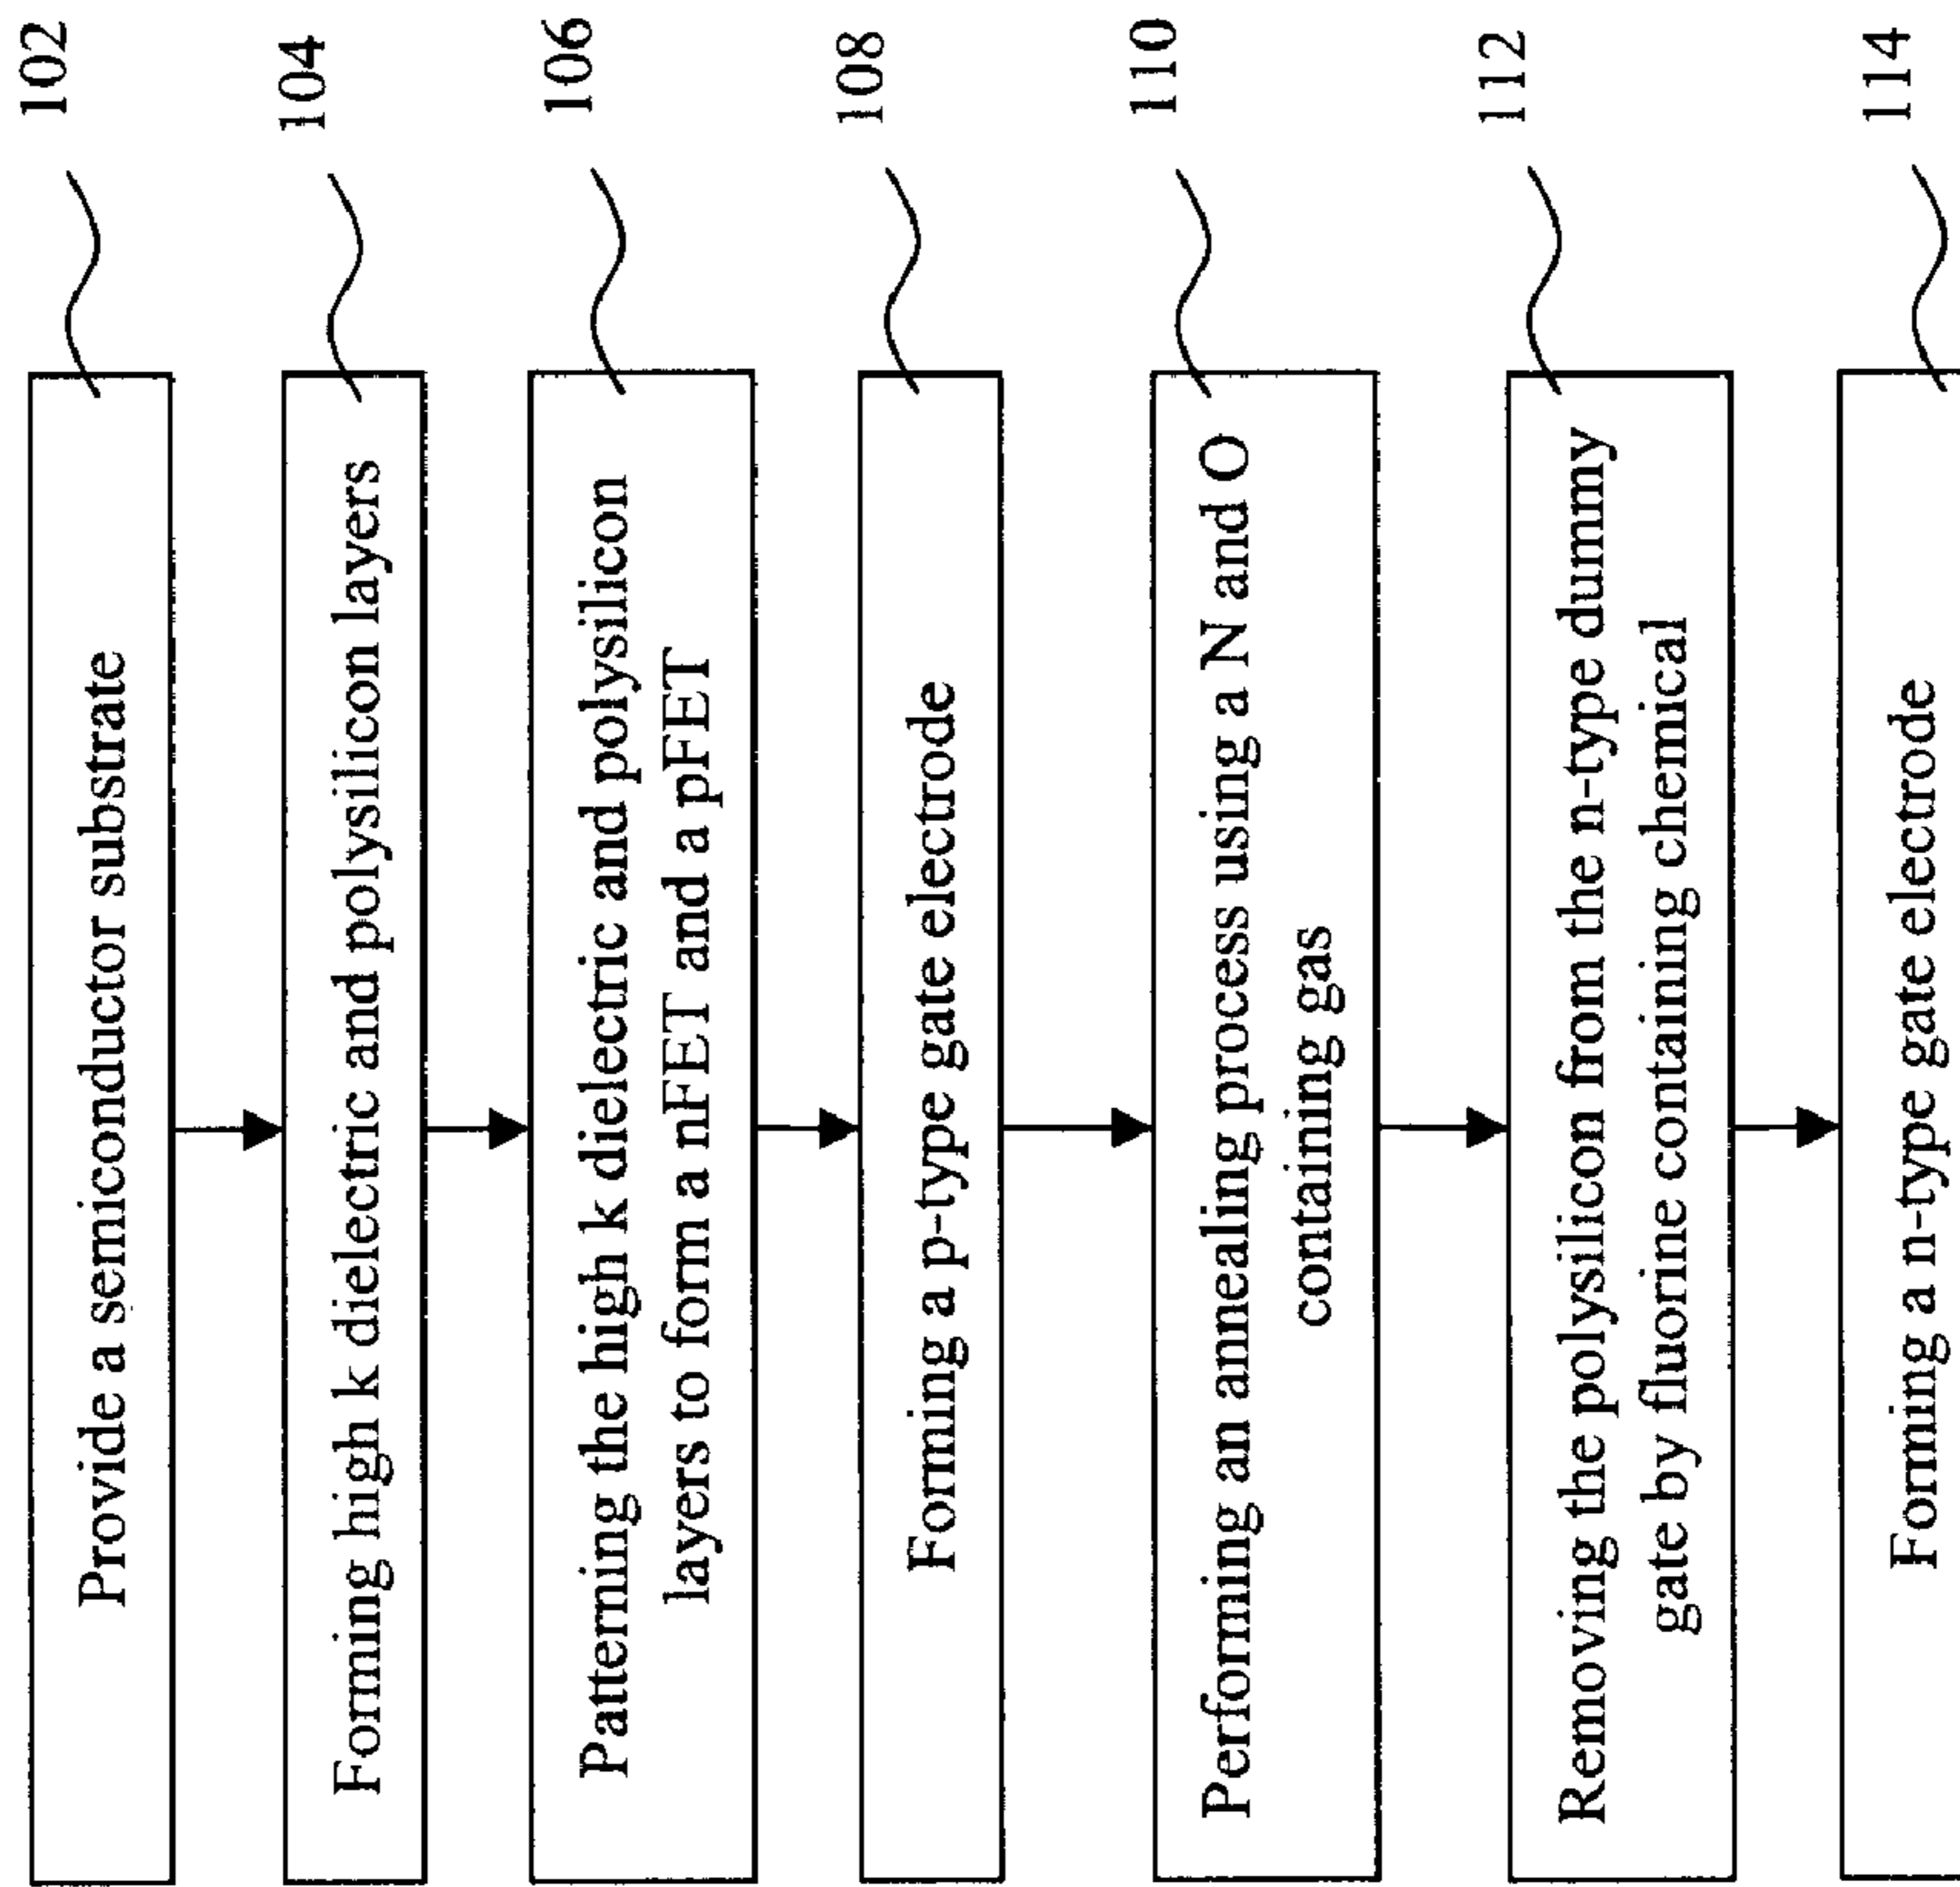 Provide a semiconductor substrate
102
Forming high k dielectric and polysilicon layers
104
Patterning the high k dielectric and polysilicon
layers to form a nFET and a pFET
106
Forming a p-type gate electrode
108
Performing an annealing process using a N and O
containing gas
110
Removing the polysilicon from the n-type dummy
gate by fluorine containing chemical
112
Forming a n-type gate electrode
114